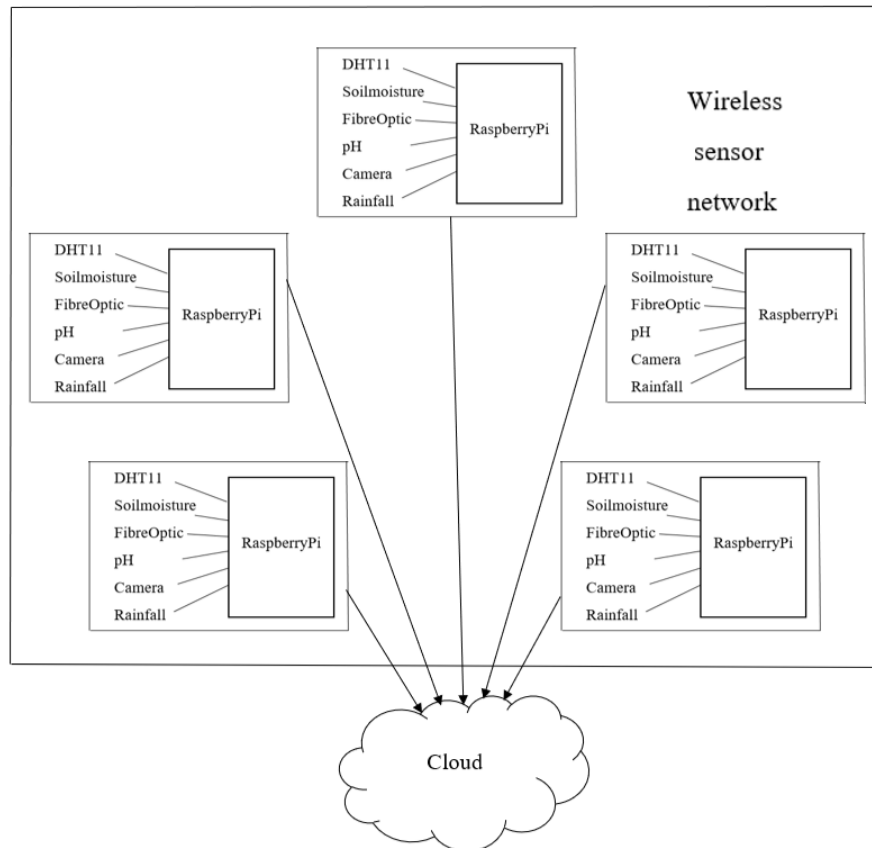 DHT11
Soilmoisture
FibreOptic
pH
Camera
Rainfall
RaspberryPi
Wireless
sensor
network
DHT11
Soilmoisture
FibreOptic
pH
Camera
Rainfall
RaspberryPi
DHT11
Soilmoisture
FibreOptic
pH
Camera
Rainfall
RaspberryPi
DHT11
Soilmoisture
FibreOptic
pH
Camera
Rainfall
RaspberryPi
DHT11
Soilmoisture
FibreOptic
pH
Camera
Rainfall
RaspberryPi
Cloud